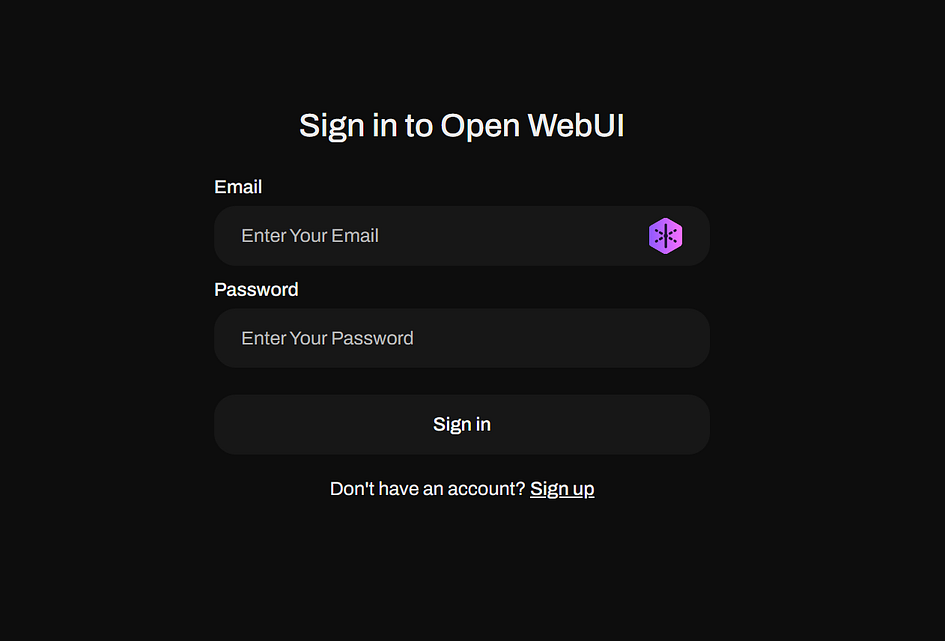 Sign in to Open WebUI
Email
Enter Your Email
Password
Enter Your Password
Sign in
Don't have an account? Sign up